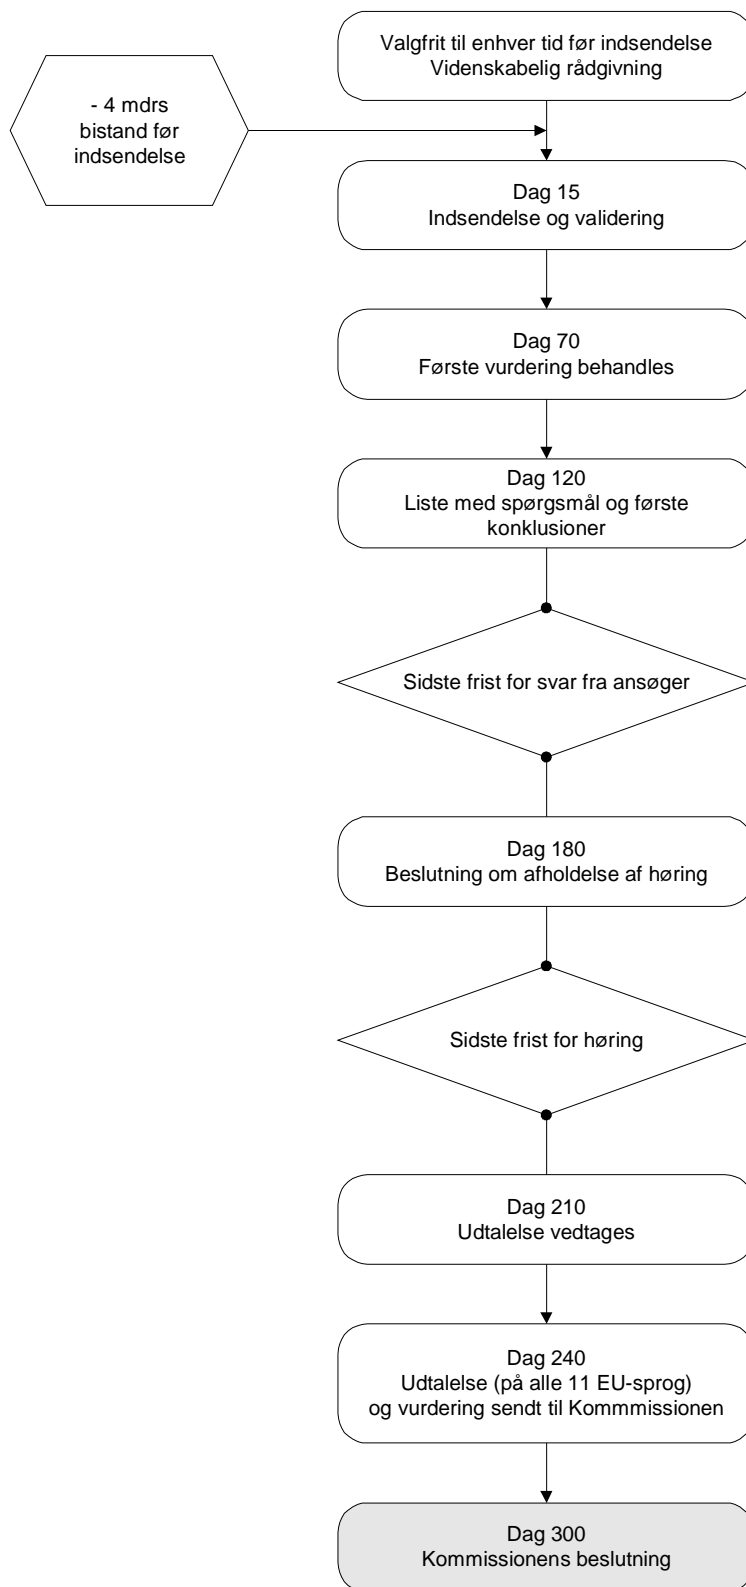 Valgfrit til enhver tid før indsendelse
Videnskabelig rådgivning
- 4 mdrs
bistand før
indsendelse
Dag 15
Indsendelse og validering
Dag 70
Første vurdering behandles
Dag 120
Liste med spørgsmål og første
konklusioner
Sidste frist for svar fra ansøger
Dag 180
Beslutning om afholdelse af høring
Sidste frist for høring
Dag 210
Udtalelse vedtages
Dag 240
Udtalelse (på alle 11 EU-sprog)
og vurdering sendt til Kommmissionen
Dag 300
Kommissionens beslutning